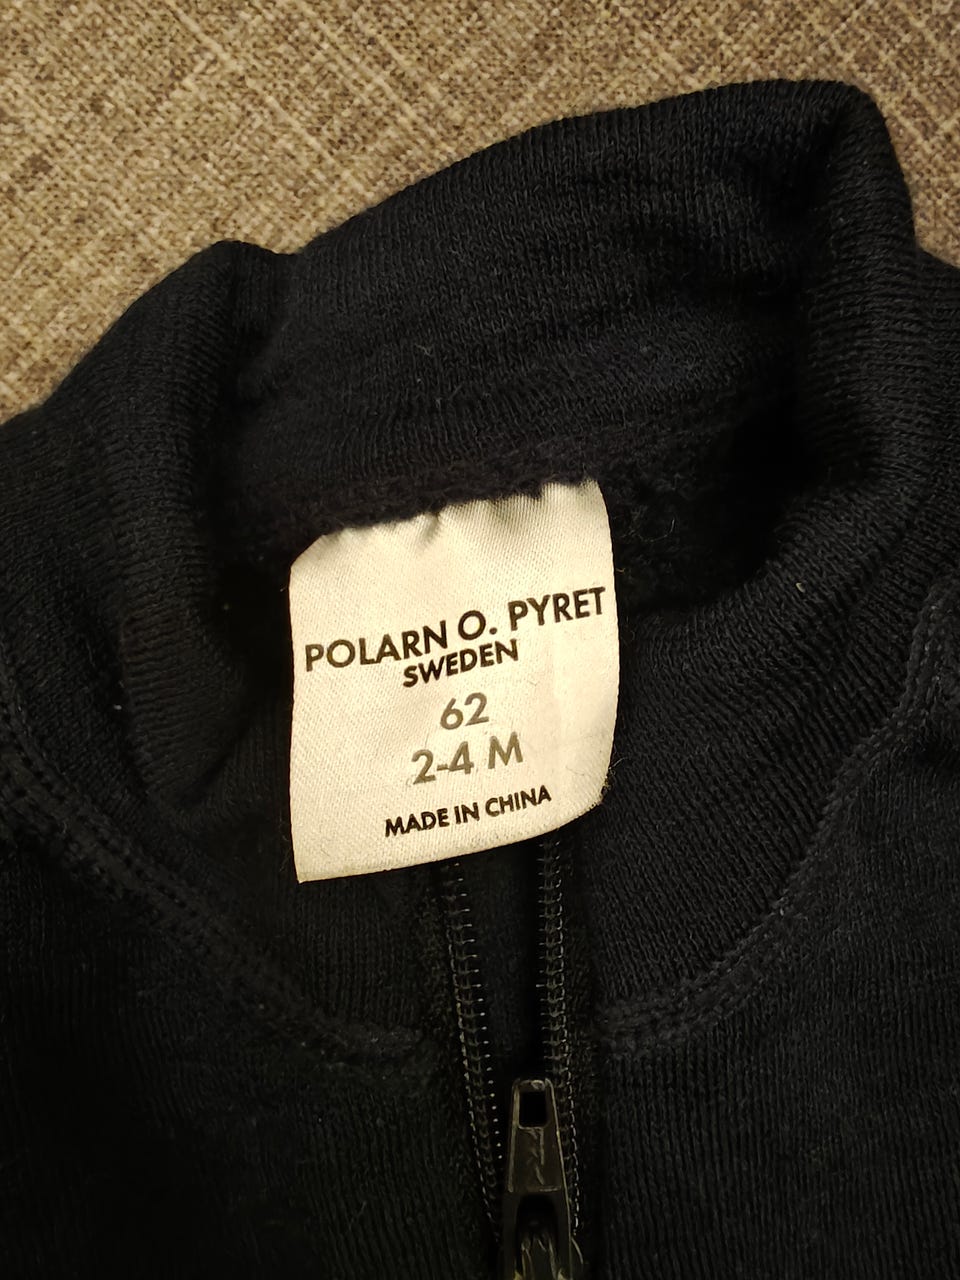 POLARN O. PYRET
SWEDEN
62
2-4 M
MADE IN CHINA